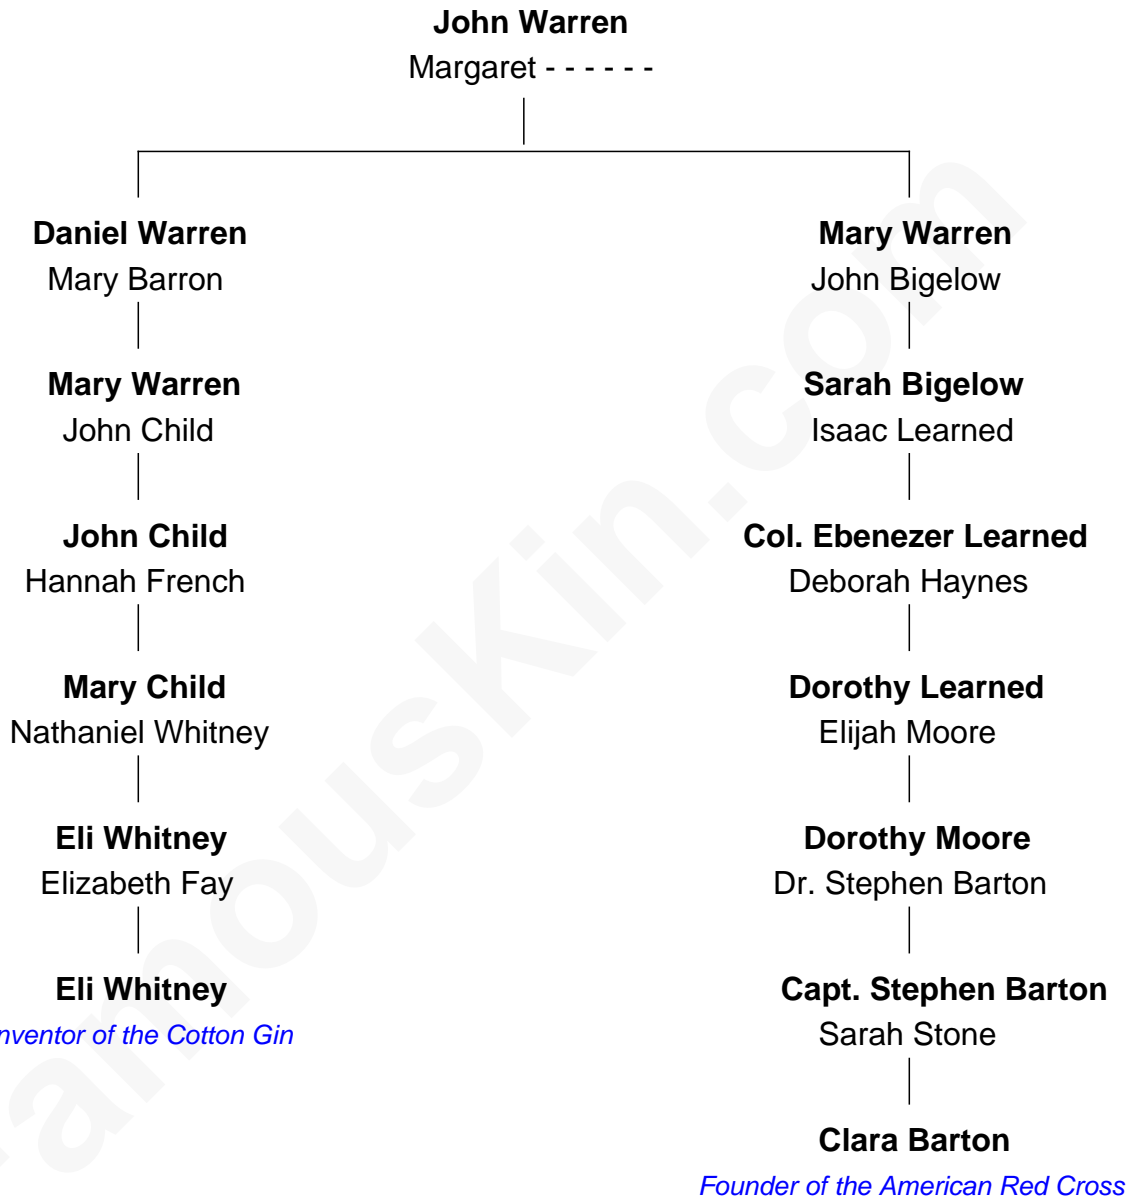 John Warren
Margaret - - - - - -
Daniel Warren
Mary Barron
Mary Warren
John Child
John Child
Hannah French
Mary Child
Nathaniel Whitney
Eli Whitney
Elizabeth Fay
Eli Whitney
nventor of the Cotton Gin
Mary Warren
John Bigelow
Sarah Bigelow
Isaac Learned
Col. Ebenezer Learned
Deborah Haynes
Dorothy Learned
Elijah Moore
Dorothy Moore
Dr. Stephen Barton
Capt. Stephen Barton
Sarah Stone
Clara Barton
Founder of the American Red Cross
famouskin.com